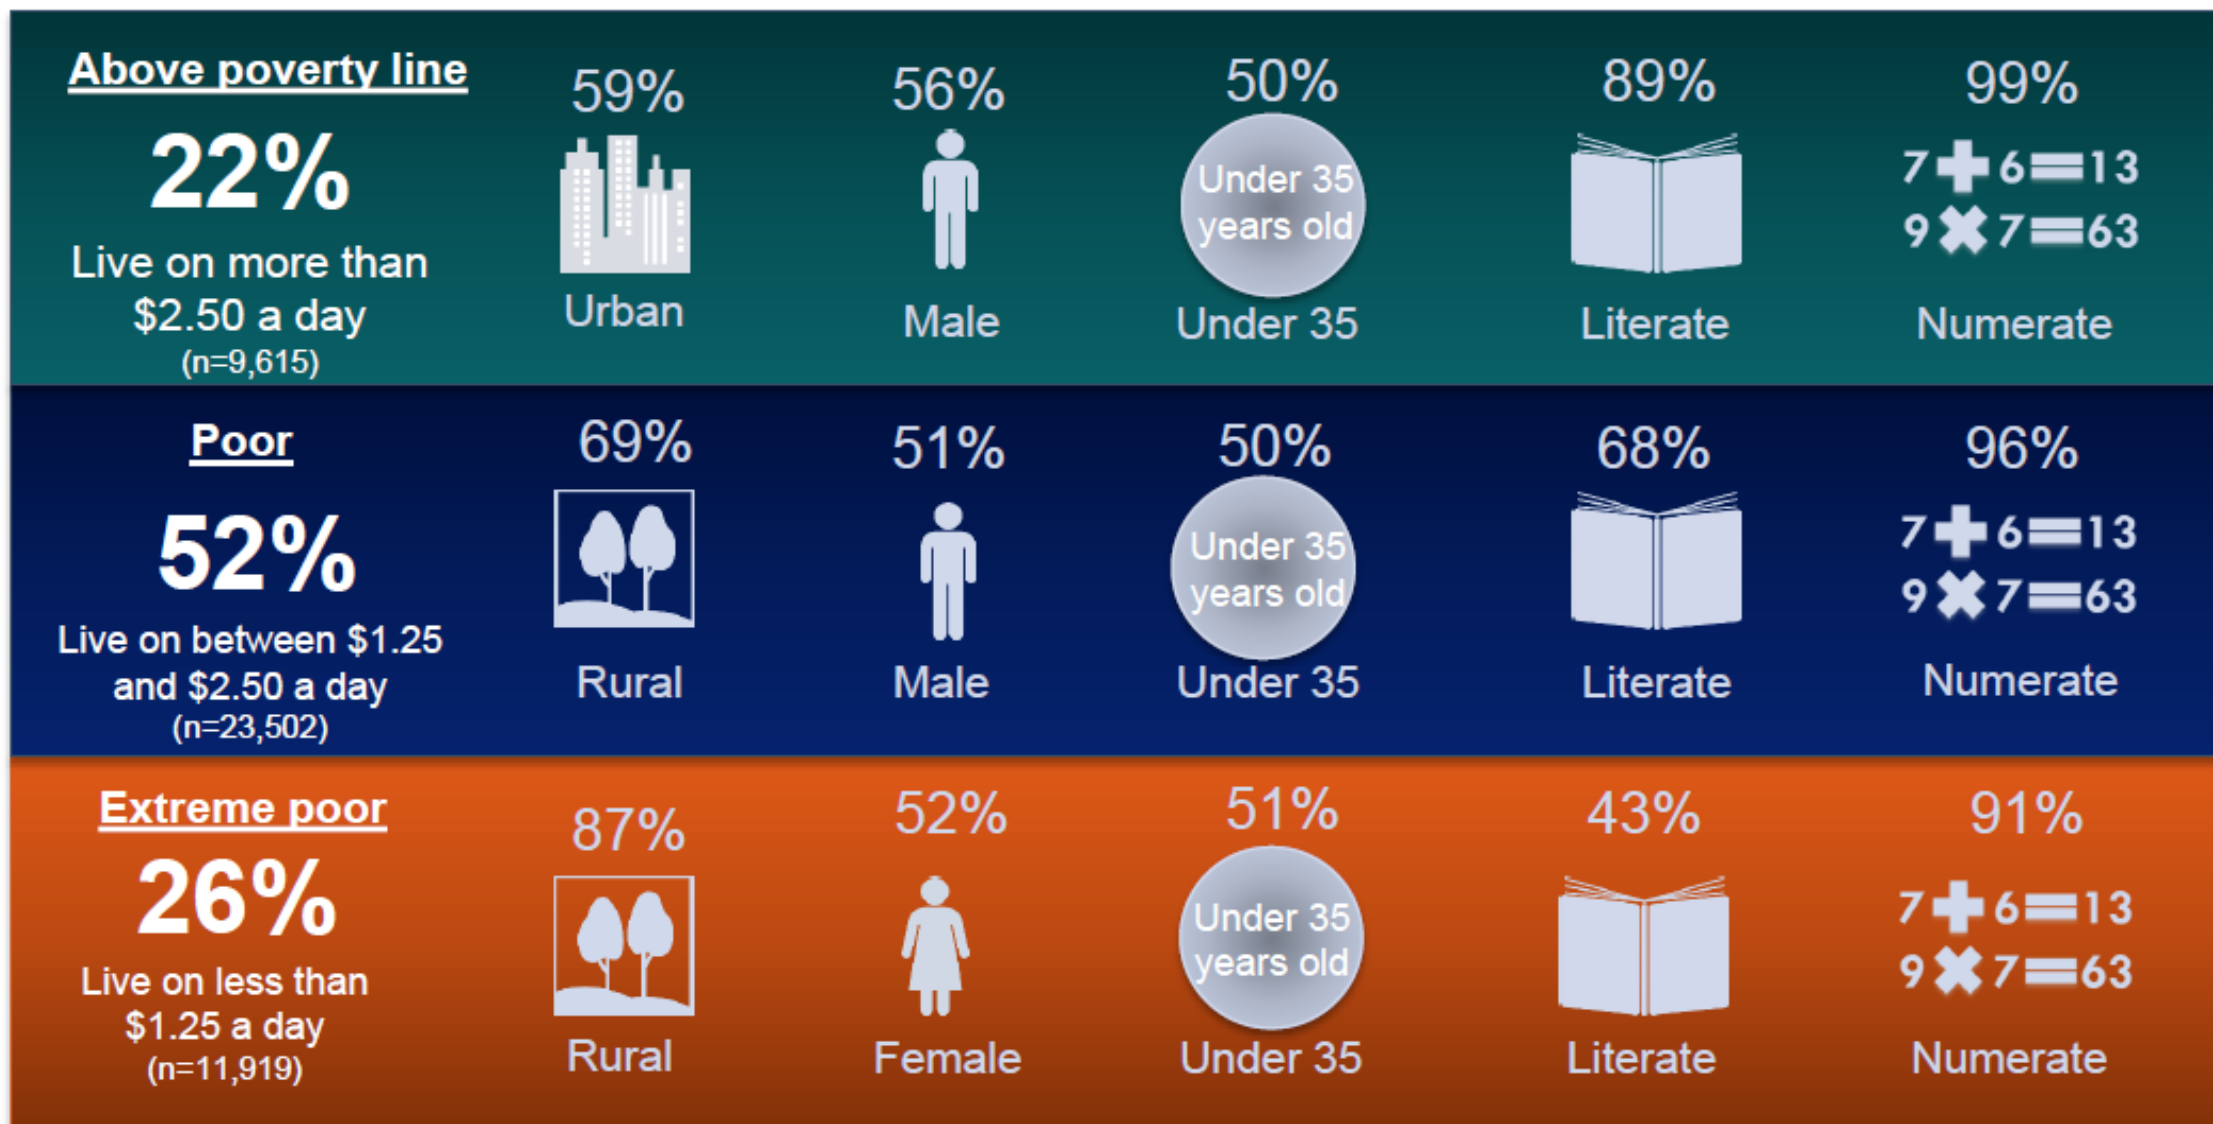 Above poverty line
22%
Live on more than
$2.50 a day
(n=9,615)
59%
Urban
56%
Male
50%
Under 35
years old
Under 35
89%
Literate
99%
7+6=13
9×7=63
Numerate
Poor
52%
Live on between $1.25
and $2.50 a day
(n=23,502)
69%
Rural
51%
Male
50%
Under 35
years old
Under 35
68%
Literate
96%
7+6=13
9×7=63
Numerate
Extreme poor
26%
Live on less than
$1.25 a day
(n=11,919)
87%
Rural
52%
Female
51%
Under 35
years old
Under 35
43%
Literate
91%
7+6=13
9×7=63
Numerate